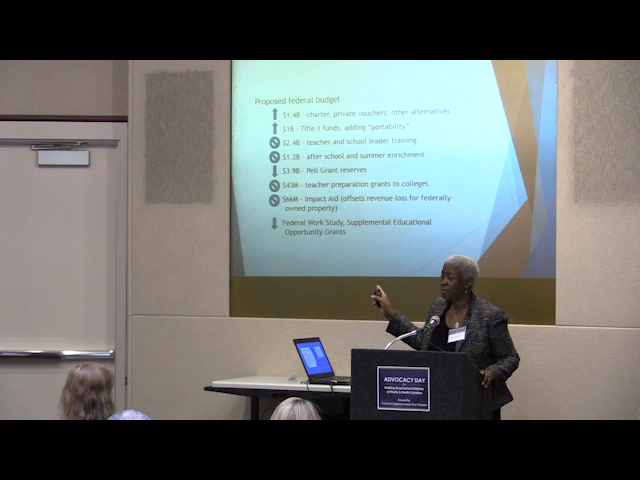 Proposed federal budget
$1.4B - charter, private vouchers, other alternatives
$1B - Title 1 funds, adding "portability"
$2.4B - teacher and school leader training
$1.2B - after school and summer enrichment
$3.9B - Pell Grant reserves
$43M - teacher preparation grants to colleges
$66M - Impact Aid (offsets revenue loss for federally-
owned property)
Federal Work Study, Supplemental Educational
Opportunity Grants
ADVOCACY DAY